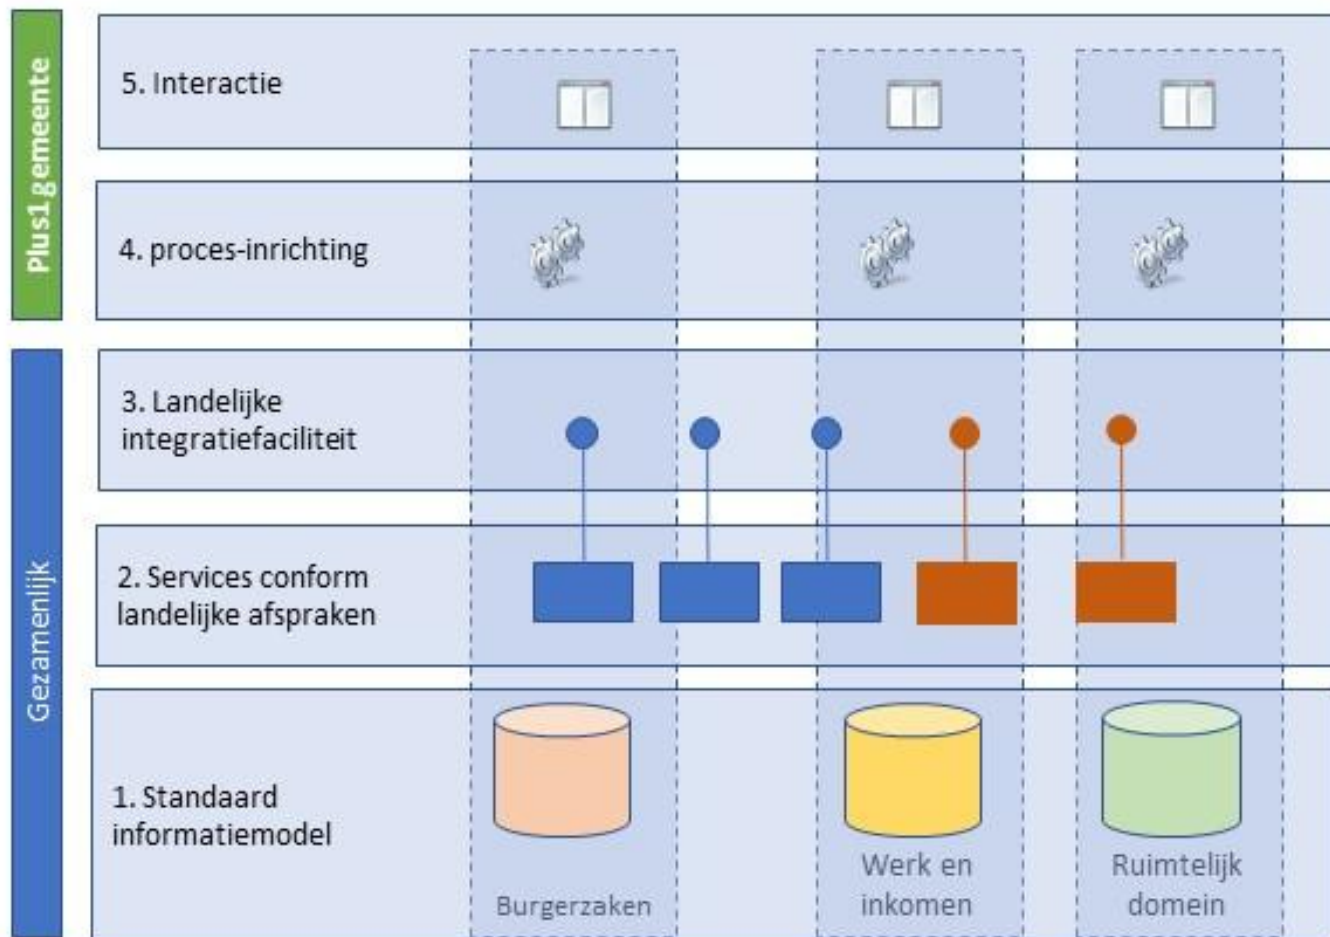 Plus1 gemeente
5. Interactie
4. proces-inrichting
Gezamenlijk
3. Landelijke
integratiefaciliteit
2. Services conform
landelijke afspraken
1. Standaard
informatiemodel
Burgerzaken
Werk en
inkomen
Ruimtelijk
domein